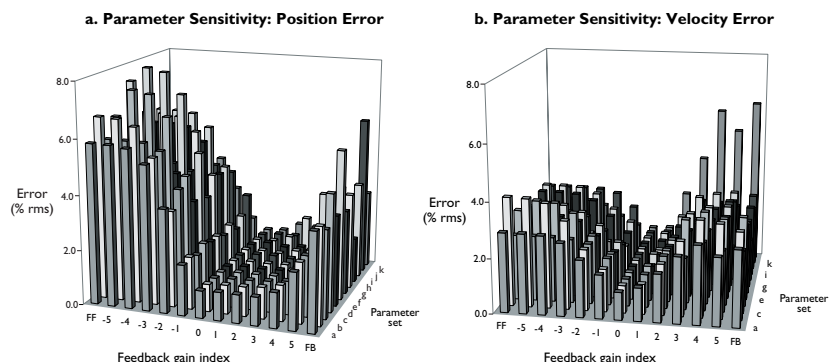 a. Parameter Sensitivity: Position Error
8.0
6.0
4.0
2.0
0.0
Error
(% rms)
FF -5 -4 -3 -2 -1 0 1 2 3 4 5 FB
Feedback gain index
a b c d e f g h i j k
Parameter
set
b. Parameter Sensitivity: Velocity Error
8.0
6.0
4.0
2.0
0.0
Error
(% rms)
FF -5 -4 -3 -2 -1 0 1 2 3 4 5 FB
Feedback gain index
a c e g i k
Parameter
set